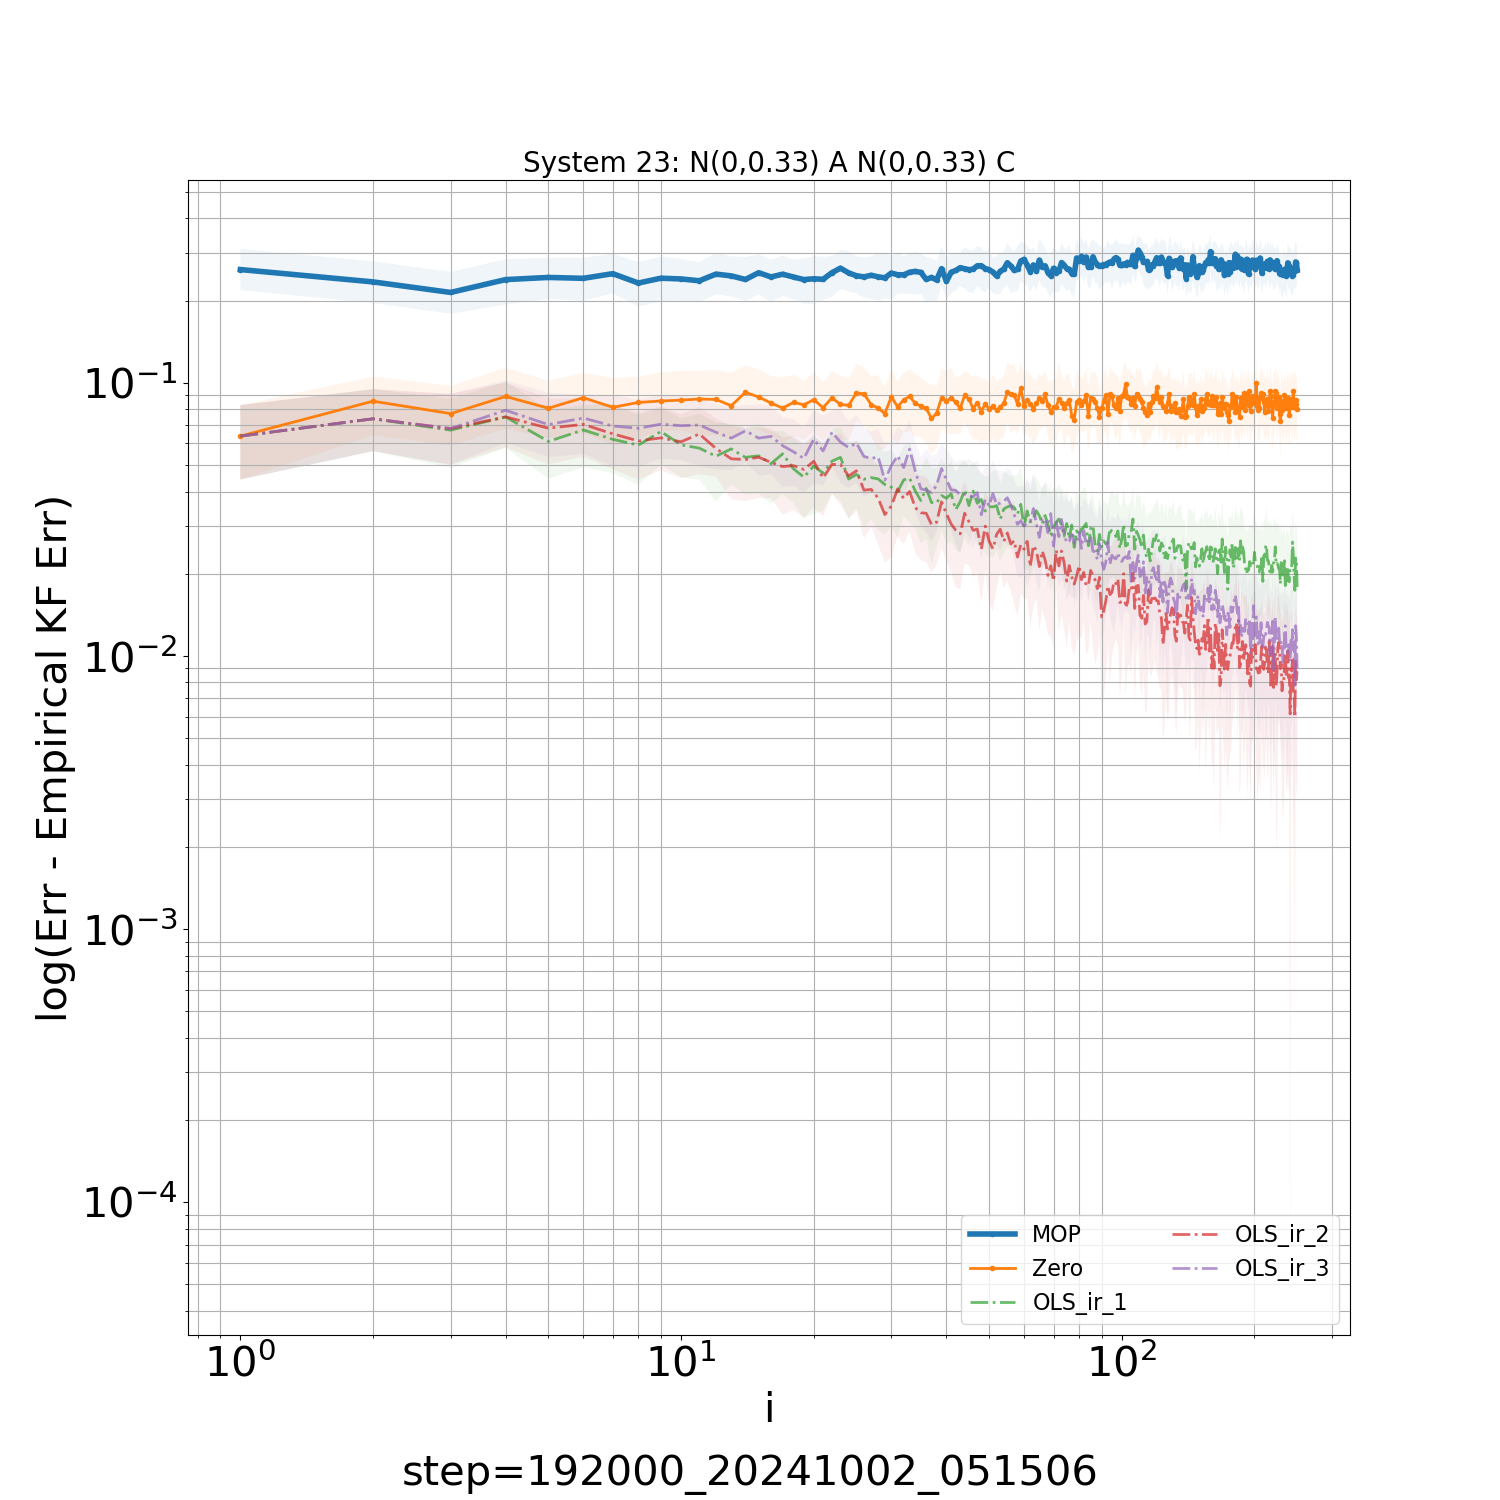 System 23: N(0,0.33) A N(0,0.33) C
log(Err - Empirical KF Err)
10⁻¹
10⁻²
10⁻³
10⁻⁴
MOP
Zero
OLS_ir_1
OLS_ir_2
OLS_ir_3
10⁰
10¹
10²
i
step=192000_20241002_051506